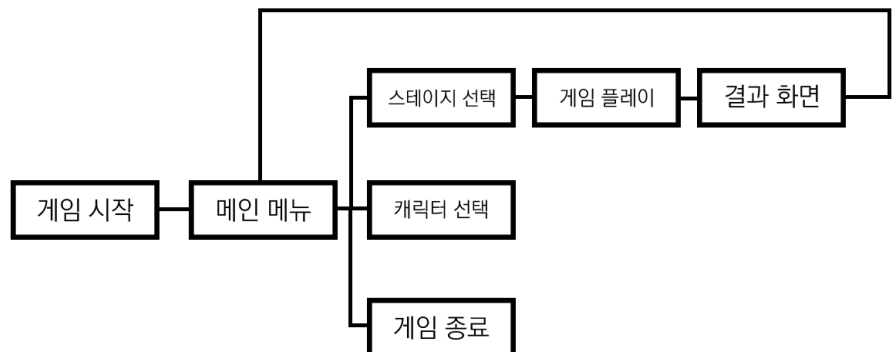 게임 시작
메인 메뉴
스테이지 선택
게임 플레이
결과 화면
캐릭터 선택
게임 종료